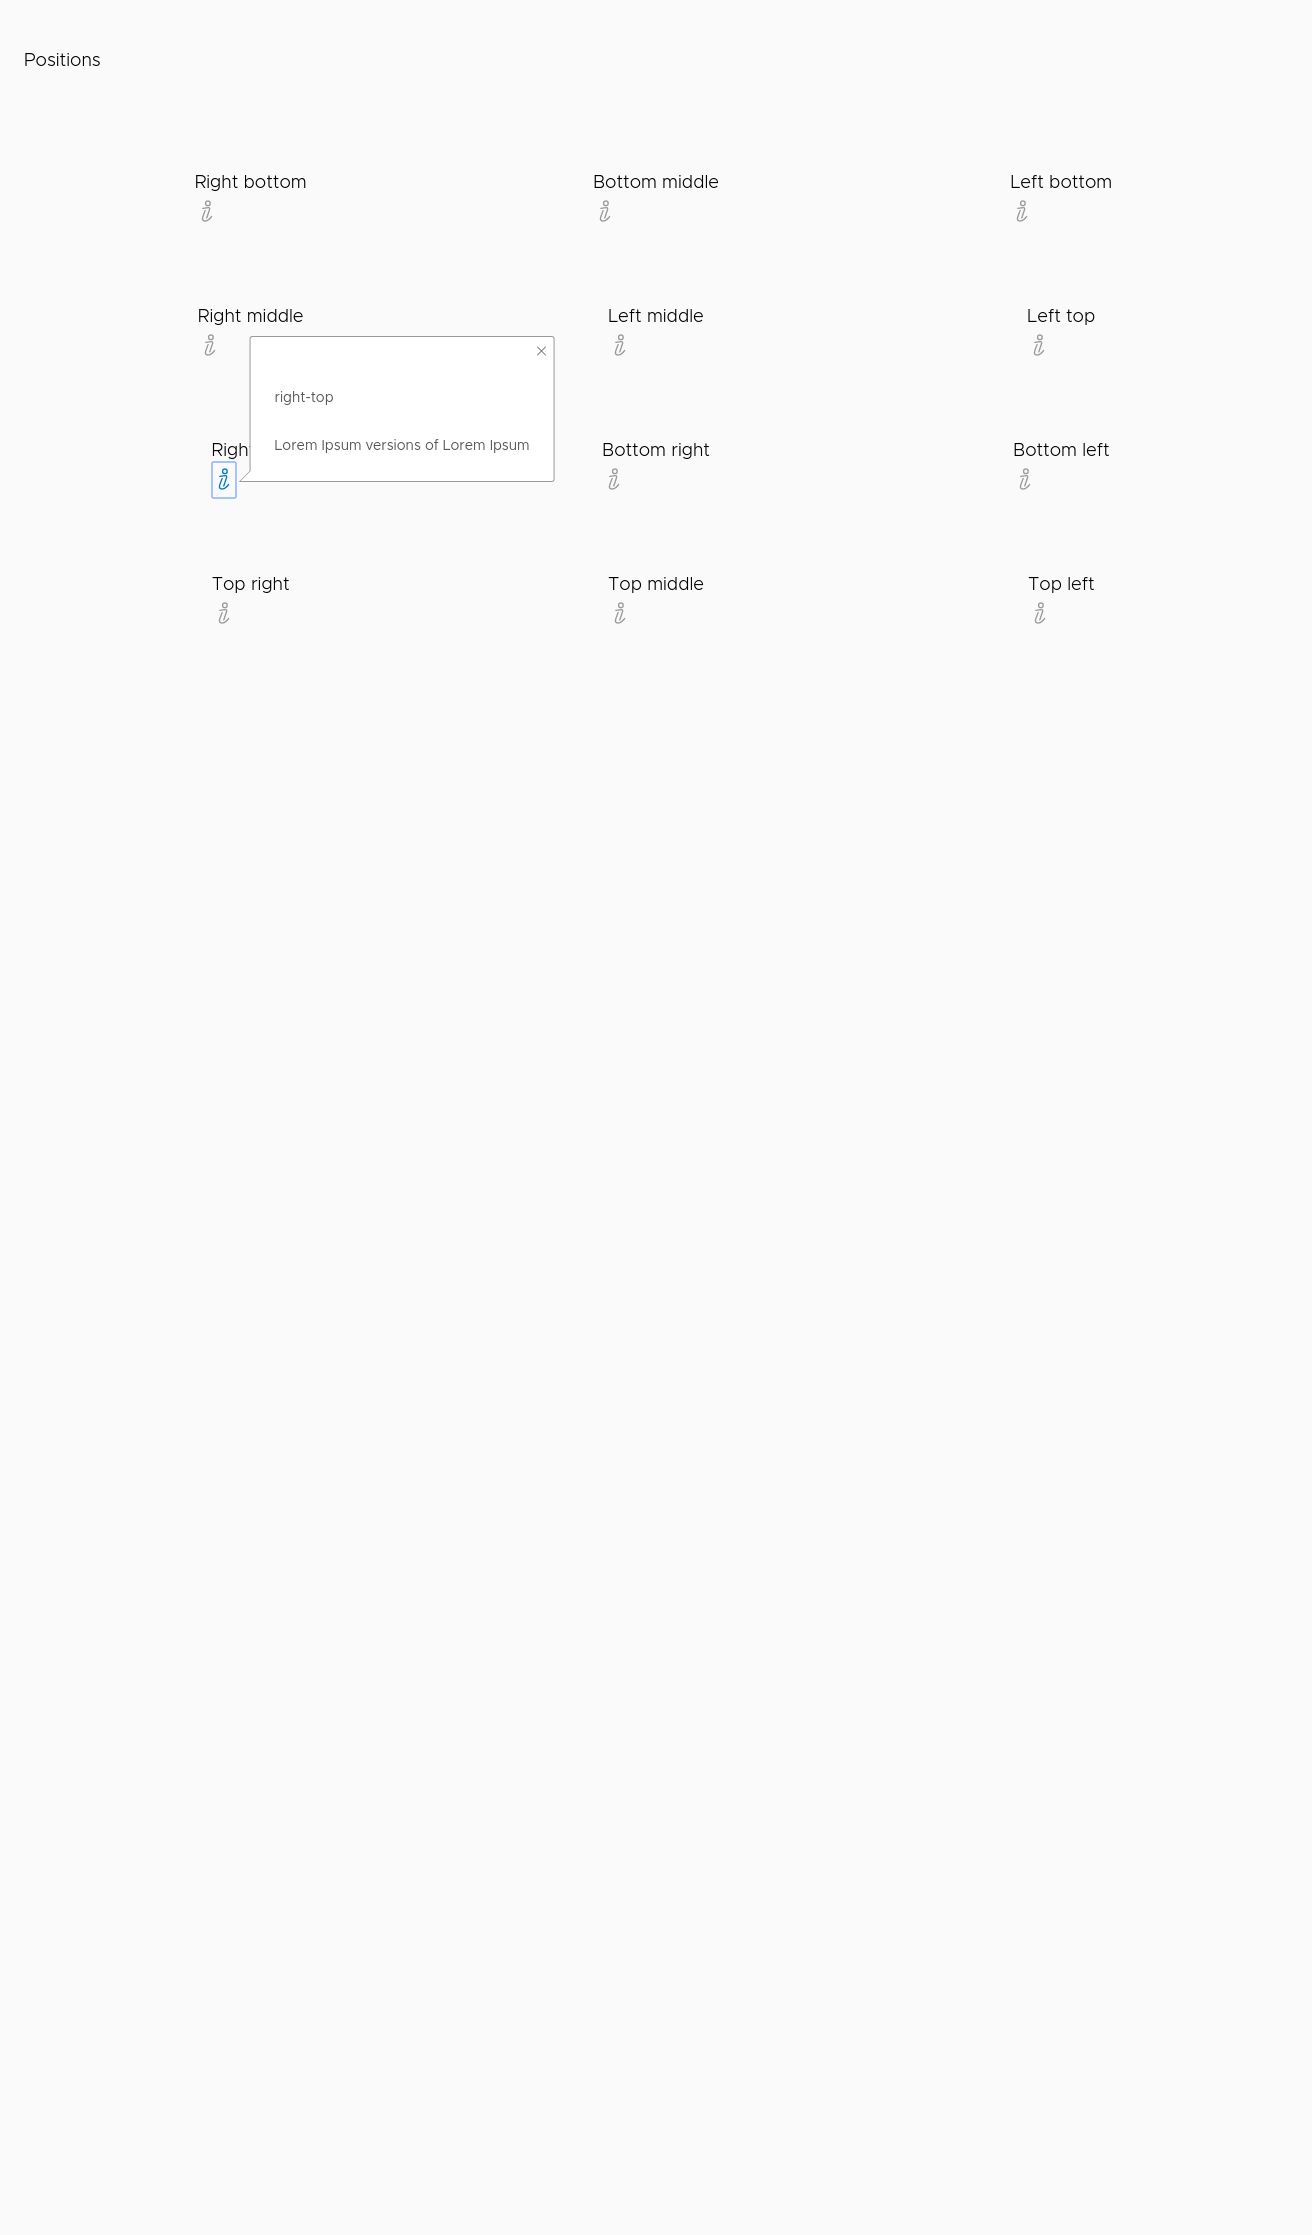 Positions
Right bottom
Bottom middle
Left bottom
Right middle
Left middle
Left top
right-top
Lorem Ipsum versions of Lorem Ipsum
Righ
Bottom right
Bottom left
Top right
Top middle
Top left